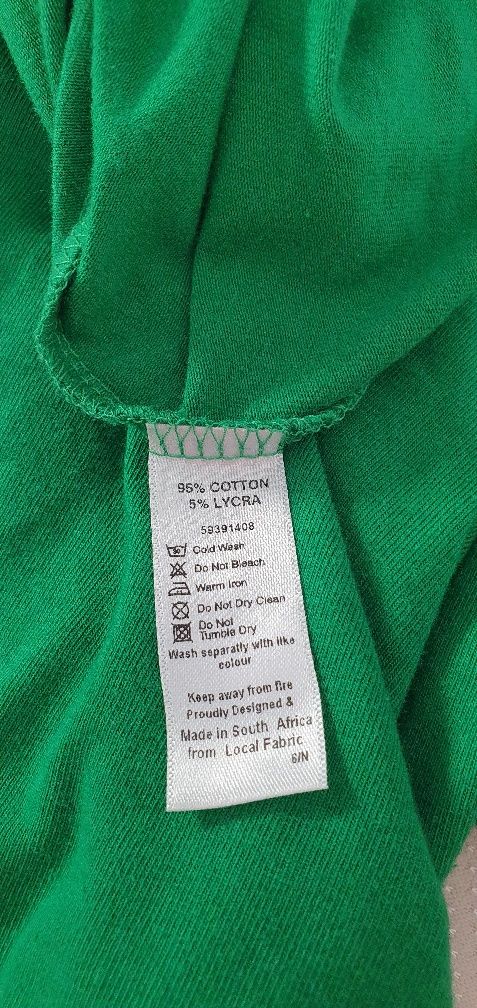 95% COTTON
5% LYCRA
59391408
Cold Wash
Do Not Bleach
Warm Iron
Do Not Dry Clean
Do Not
Tumble Dry
Wash separatly with like
colour
Keep away from fire
Proudly Designed &
Made in South Africa
from Local Fabric
6/N